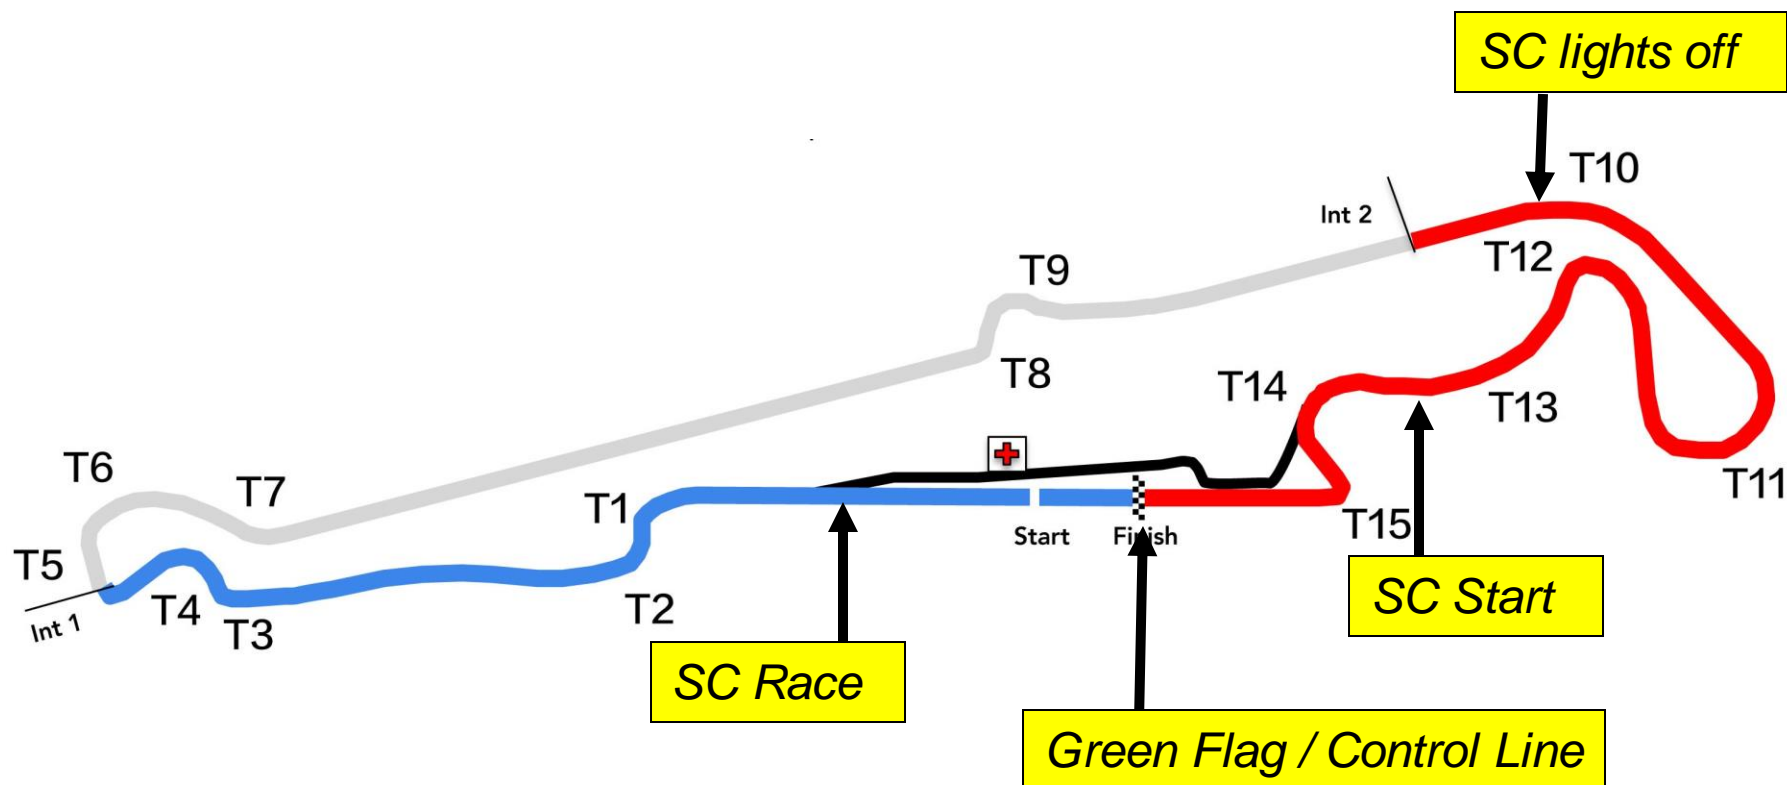 SC lights off
T10
Int 2
T12
T9
T8
T14
T13
T6
T7
T11
T1
T15
Start
Finish
T5
SC Start
T4
T2
Int 1
T3
SC Race
Green Flag / Control Line